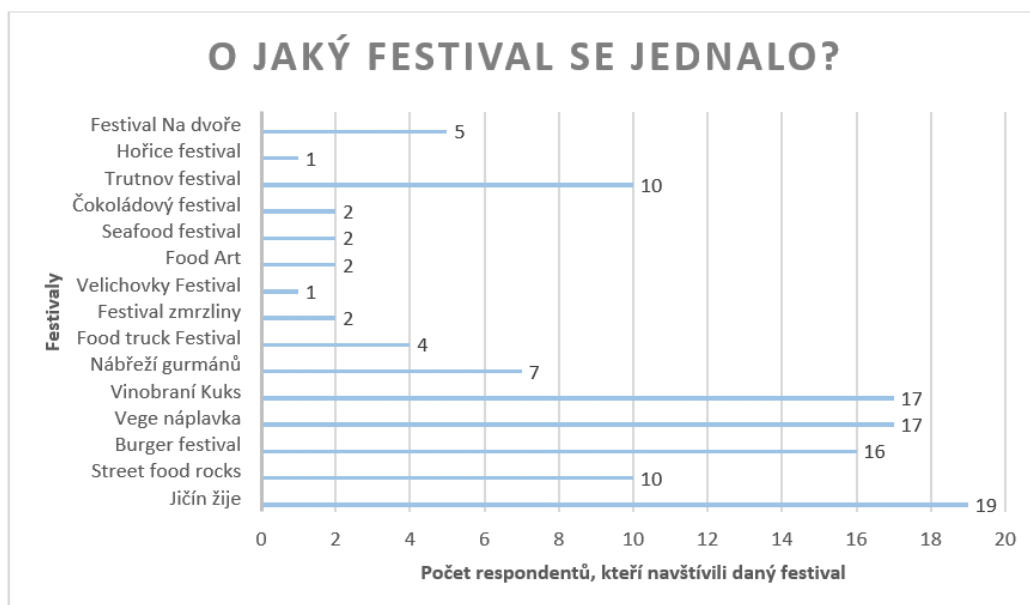 O JAKÝ FESTIVAL SE JEDNALO?
Festivaly
Festival Na dvoře 5
Hořice festival 1
Trutnov festival 10
Čokoládový festival 2
Seafood festival 2
Food Art 2
Velichovky Festival 1
Festival zmrzliny 2
Food truck Festival 4
Nábřeží gurmánů 7
Vinobraní Kuks 17
Vege náplavka 17
Burger festival 16
Street food rocks 10
Jičín žije 19
0 2 4 6 8 10 12 14 16 18 20
Počet respondentů, kteří navštívili daný festival